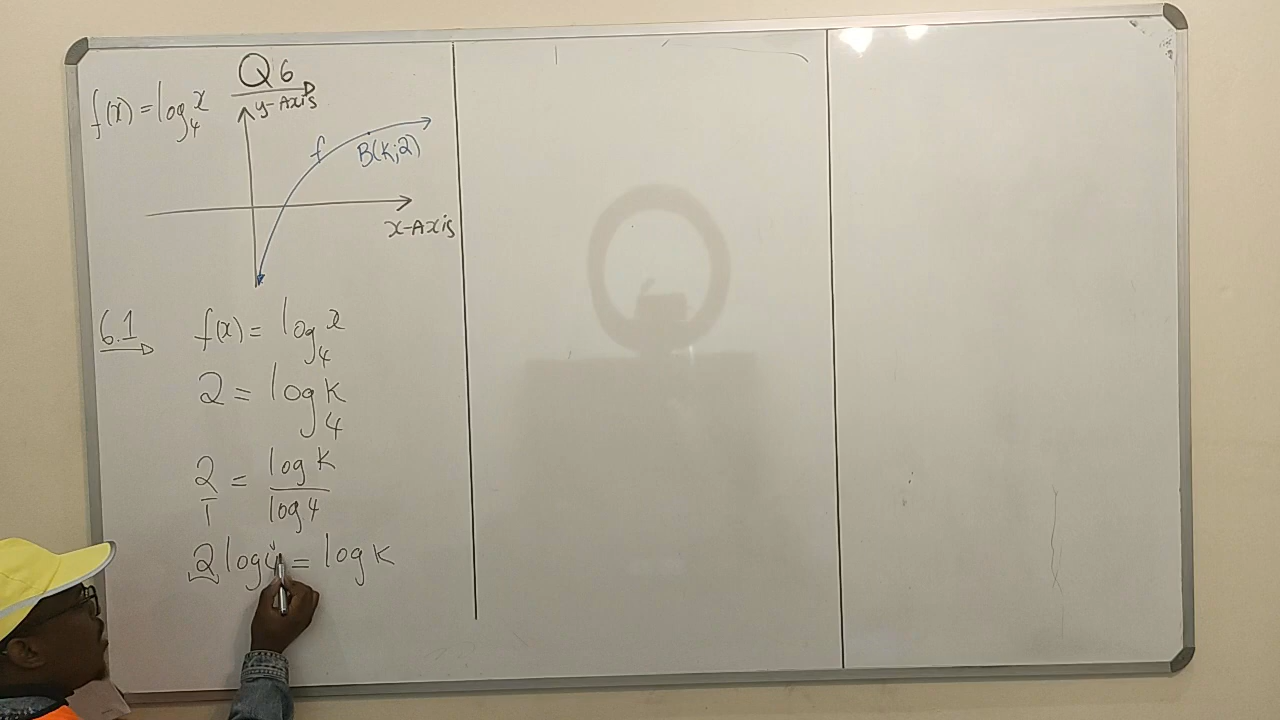 Q6
f(x) = log₄ x
y-Axis
f
B(k;2)
x-Axis
6.1
f(x) = log₄ x
2 = log₄ k
2/1 = log k/log 4
2 log 4 = log k